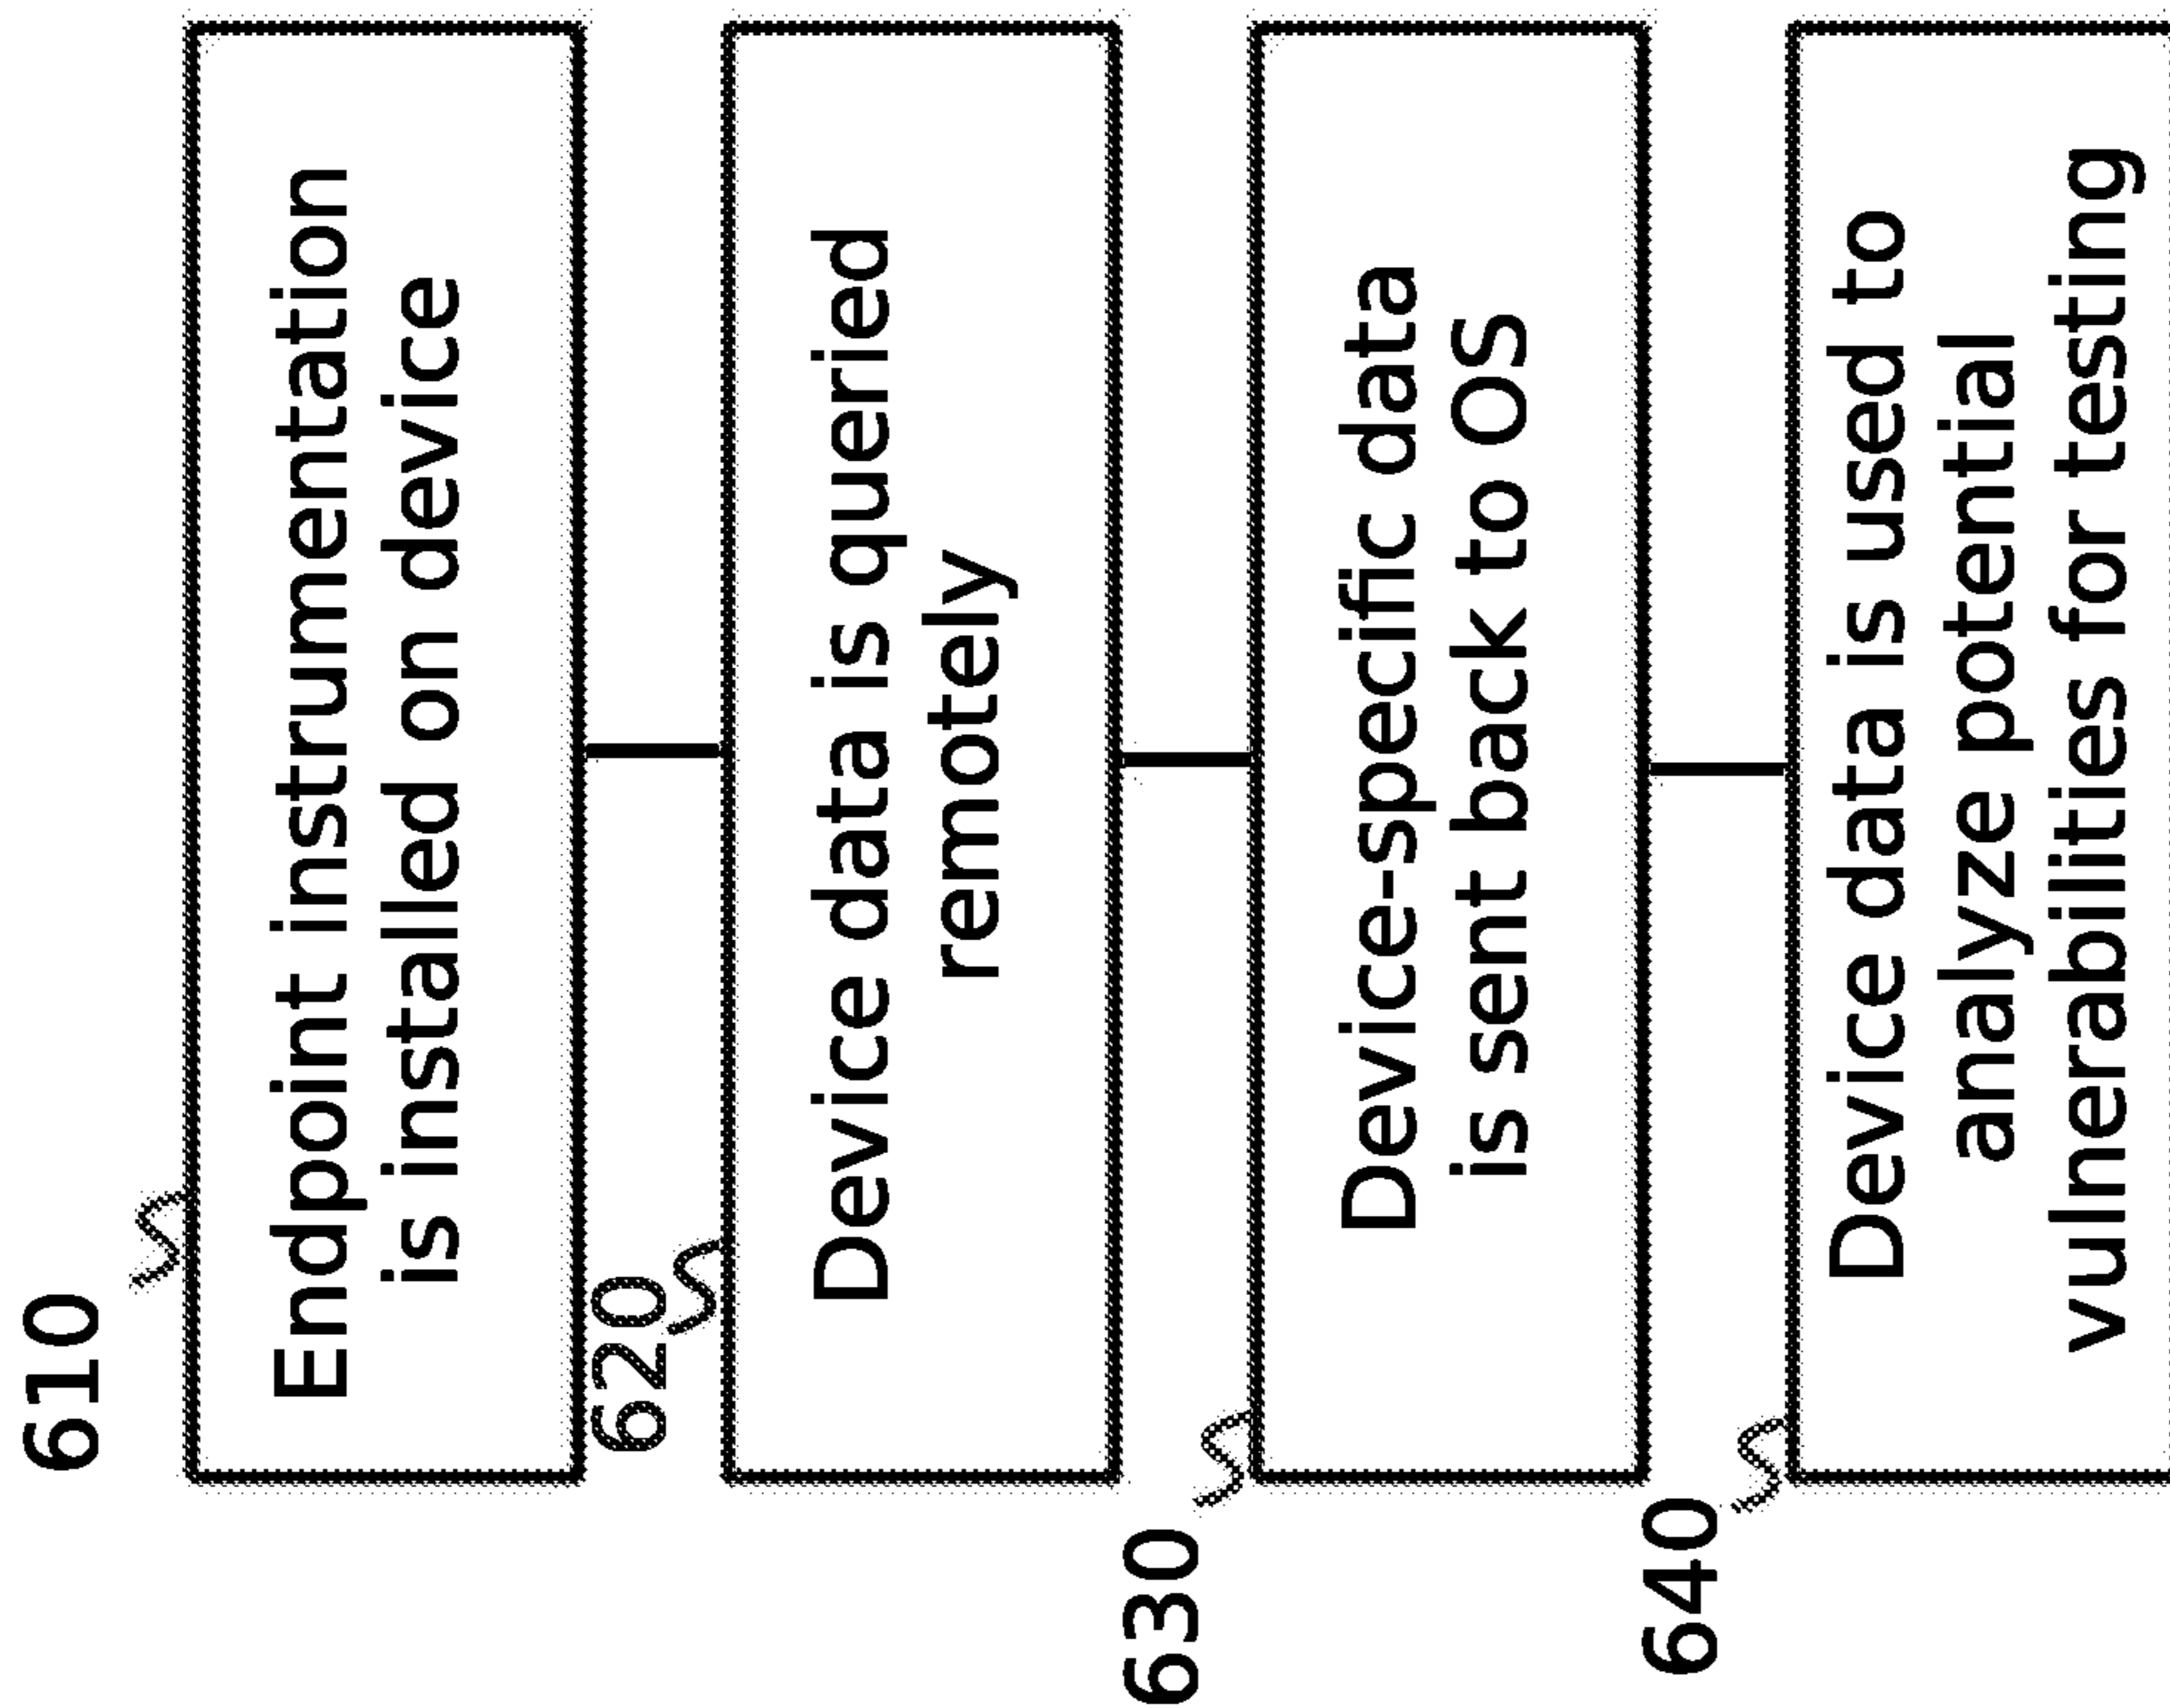 610
Endpoint instrumentation
is installed on device
620
Device data is queried
remotely
630
Device-specific data
is sent back to OS
640
Device data is used to
analyze potential
vulnerabilities for testing